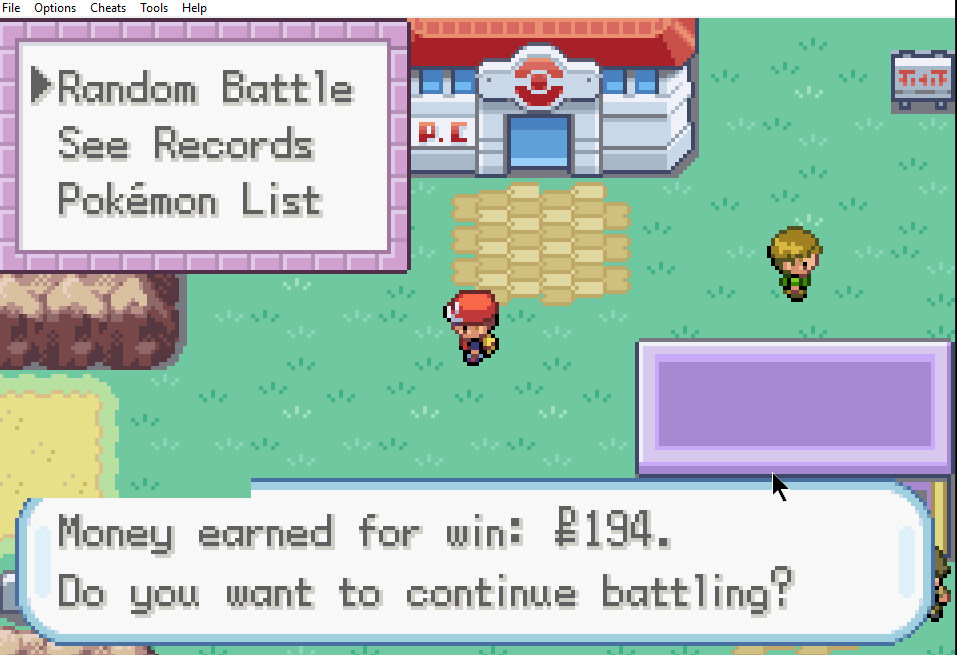 File Options Cheats Tools Help
Random Battle
See Records
Pokémon List
P.C
Money earned for win: ₽194.
Do you want to continue battling?